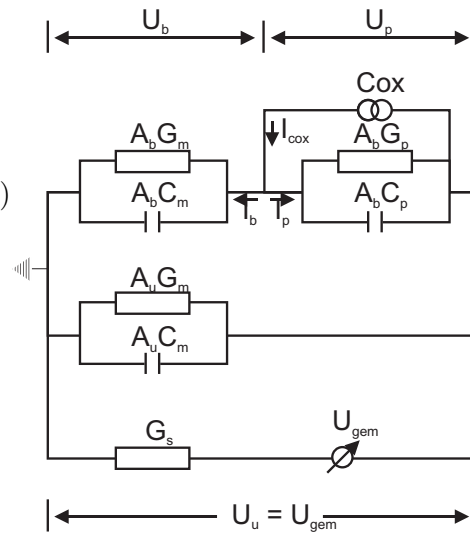 U_b U_p
Cox
I_cox
A_bG_m A_bG_p
)
A_bC_m A_bC_p
I_b I_p
A_uG_m
A_uC_m
G_s U_gem
U_u = U_gem